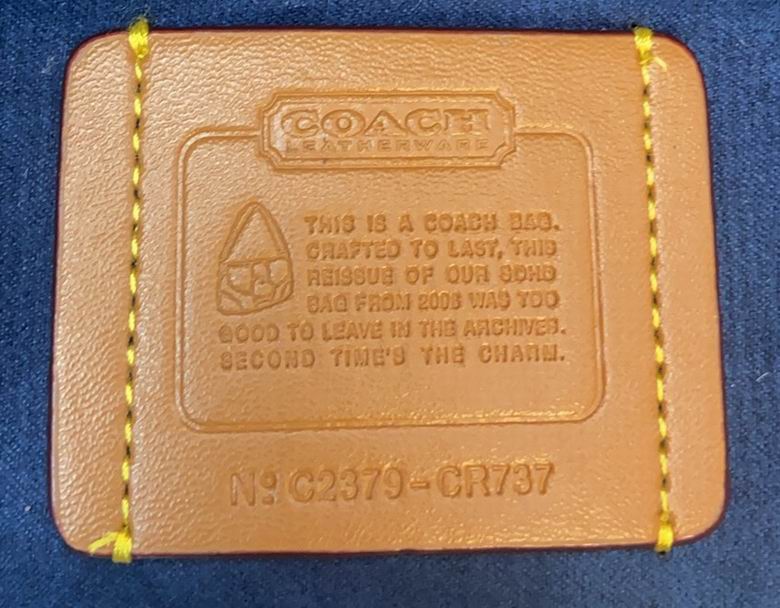 COACH
LEATHERWARE
THIS IS A COACH BAG.
CRAFTED TO LAST, THIS
REISSUE OF OUR SOHO
BAG FROM 2006 WAS TOO
GOOD TO LEAVE IN THE ARCHIVES.
SECOND TIME'S THE CHARM.
Nº C2379-CR737